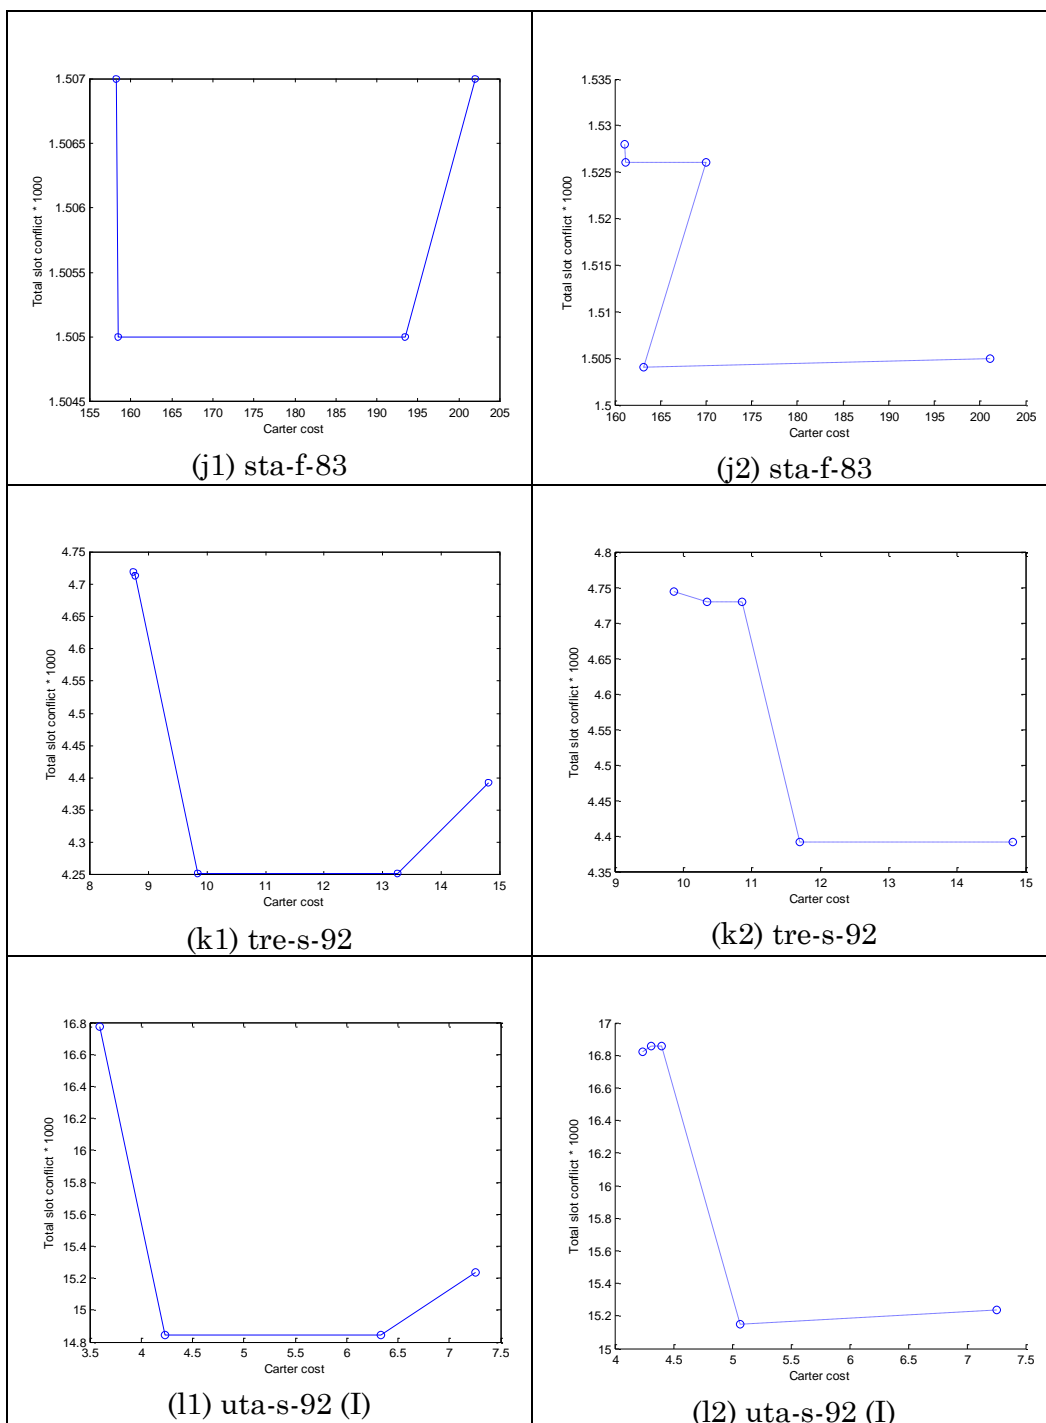 1.507
1.5065
1.506
1.5055
1.505
1.5045
Total slot conflict * 1000
155 160 165 170 175 180 185 190 195 200 205
Carter cost
(j1) sta-f-83
1.535
1.53
1.525
1.52
1.515
1.51
1.505
1.5
Total slot conflict * 1000
160 165 170 175 180 185 190 195 200 205
Carter cost
(j2) sta-f-83
4.75
4.7
4.65
4.6
4.55
4.5
4.45
4.4
4.35
4.3
4.25
Total slot conflict * 1000
8 9 10 11 12 13 14 15
Carter cost
(k1) tre-s-92
4.8
4.75
4.7
4.65
4.6
4.55
4.5
4.45
4.4
4.35
Total slot conflict * 1000
9 10 11 12 13 14 15
Carter cost
(k2) tre-s-92
16.8
16.6
16.4
16.2
16
15.8
15.6
15.4
15.2
15
14.8
Total slot conflict * 1000
3.5 4 4.5 5 5.5 6 6.5 7 7.5
Carter cost
(l1) uta-s-92 (I)
17
16.8
16.6
16.4
16.2
16
15.8
15.6
15.4
15.2
15
Total slot conflict * 1000
4 4.5 5 5.5 6 6.5 7 7.5
Carter cost
(l2) uta-s-92 (I)